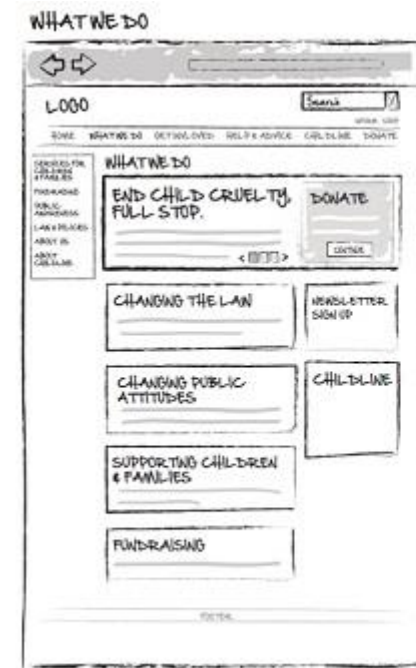 WHAT WE DO
LOGO
Search
HOME WHAT WE DO GET INVOLVED HELP & ADVICE CHILDLINE DONATE
SERVICES FOR
CHILDREN
& FAMILIES
FUNDRAISING
PUBLIC
AWARENESS
LAW & POLICIES
ABOUT US
ABOUT
CHILDLINE
WHAT WE DO
END CHILD CRUELTY,
FULL STOP.
< >
DONATE
CHANGING THE LAW
NEWSLETTER
SIGN UP
CHANGING PUBLIC
ATTITUDES
CHILDLINE
SUPPORTING CHILDREN
& FAMILIES
FUNDRAISING
FOOTER